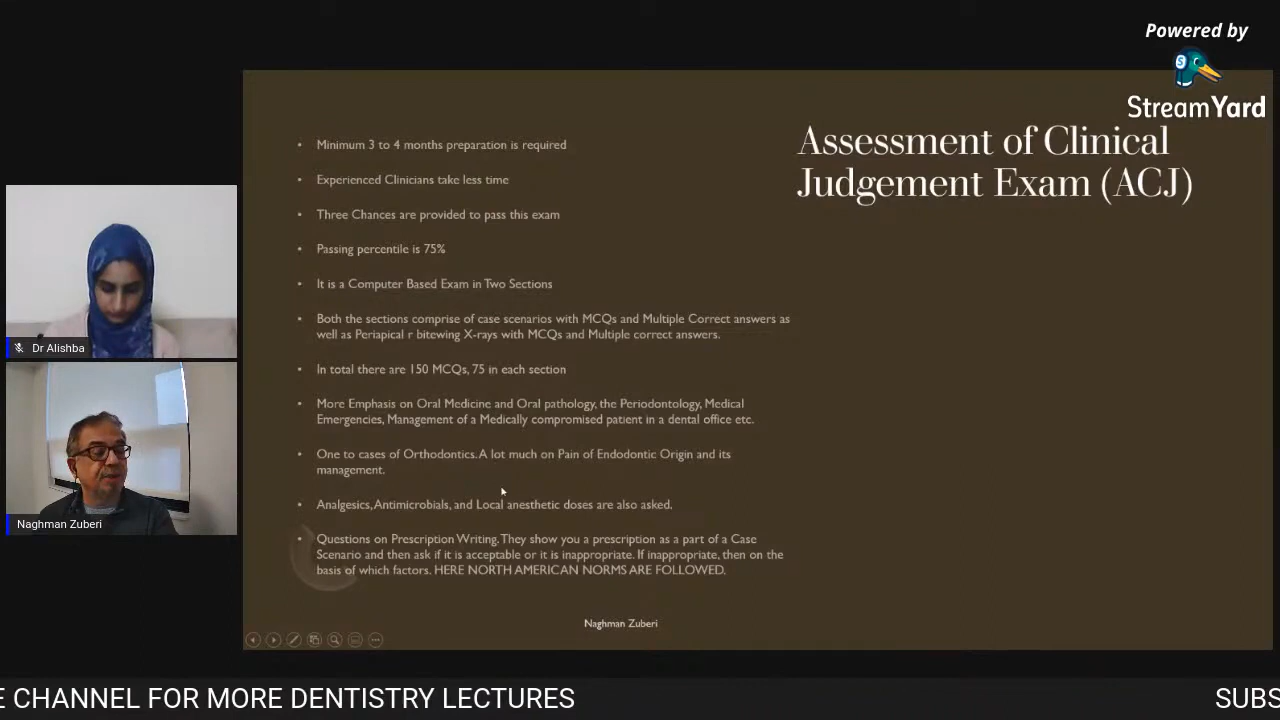 Powered by
StreamYard
Assessment of Clinical
Judgement Exam (ACJ)
• Minimum 3 to 4 months preparation is required
• Experienced Clinicians take less time
• Three Chances are provided to pass this exam
• Passing percentile is 75%
• It is a Computer Based Exam in Two Sections
• Both the sections comprise of case scenarios with MCQs and Multiple Correct answers as
well as Periapical r bitewing X-rays with MCQs and Multiple correct answers.
• In total there are 150 MCQs, 75 in each section
• More Emphasis on Oral Medicine and Oral pathology, the Periodontology, Medical
Emergencies, Management of a Medically compromised patient in a dental office etc.
• One to cases of Orthodontics. A lot much on Pain of Endodontic Origin and its
management.
• Analgesics, Antimicrobials, and Local anesthetic doses are also asked.
• Questions on Prescription Writing. They show you a prescription as a part of a Case
Scenario and then ask if it is acceptable or it is inappropriate. If inappropriate, then on the
basis of which factors. HERE NORTH AMERICAN NORMS ARE FOLLOWED.
Naghman Zuberi
Dr Alishba
Naghman Zuberi
E CHANNEL FOR MORE DENTISTRY LECTURES
SUBS